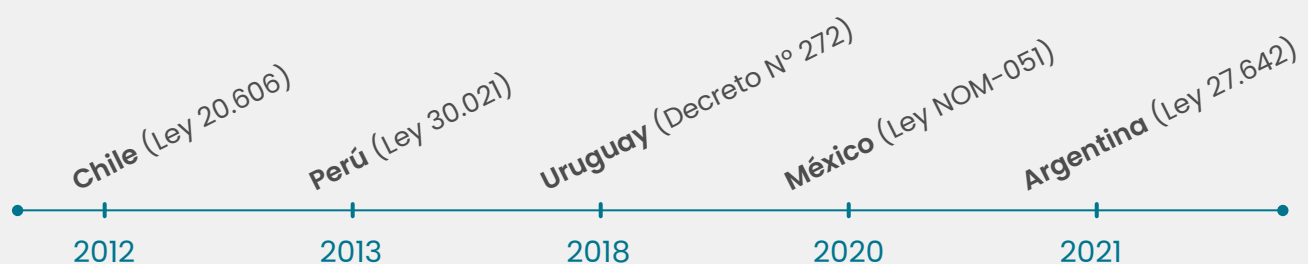 Chile (Ley 20.606)
Perú (Ley 30.021)
Uruguay (Decreto Nº 272)
México (Ley NOM-051)
Argentina (Ley 27.642)
2012
2013
2018
2020
2021